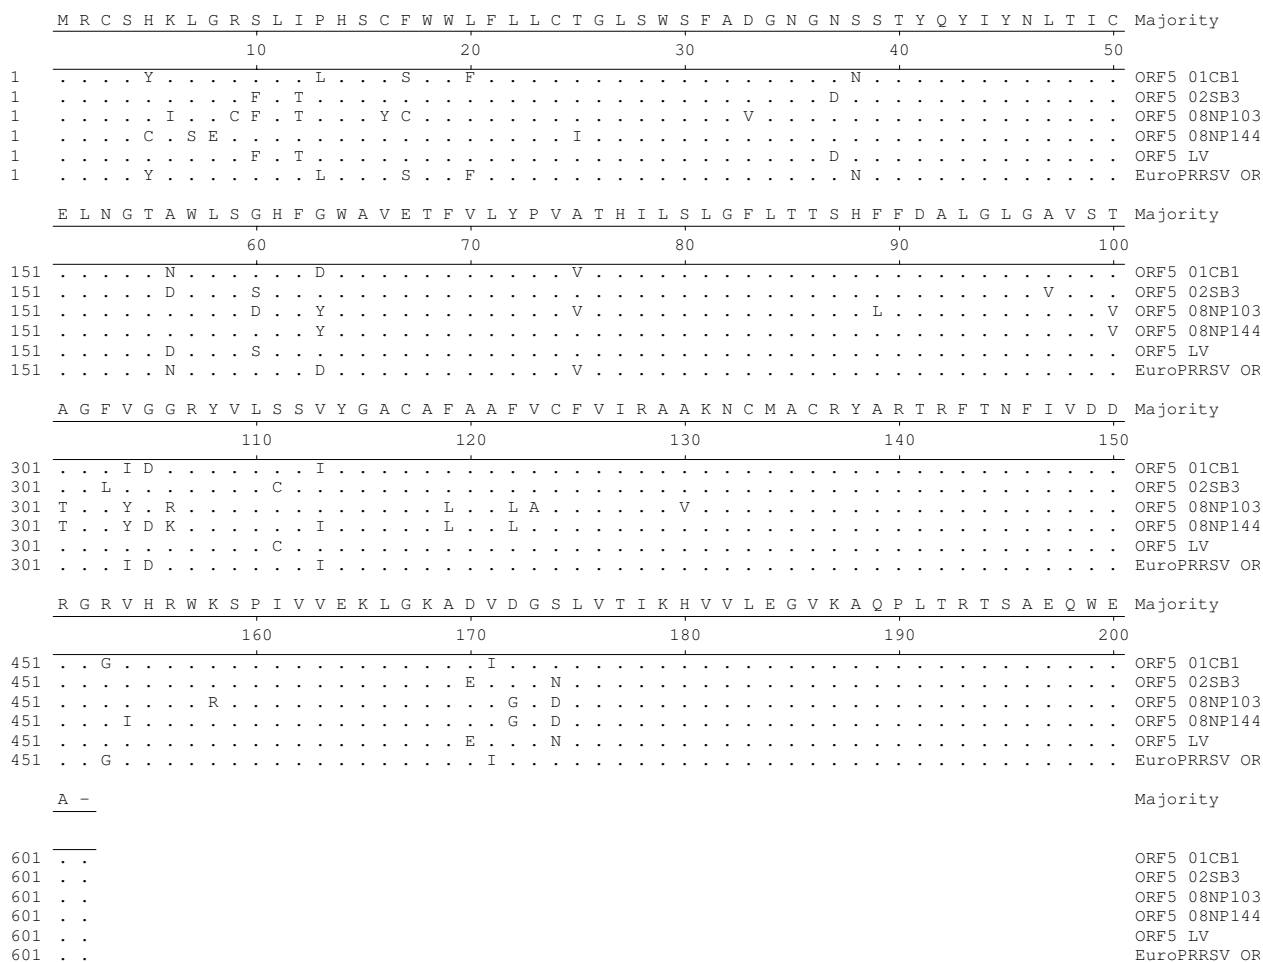 M R C S H K L G R S L I P H S C F W W L F L L C T G L S W S F A D G N G N S S T Y Q Y I Y N L T I C Majority
10 20 30 40 50
1 . . . . Y . . . . . . . L . . . S . . F . . . . . . . . . . . . . . . . . N . . . . . . . . . . . . ORF5 01CB1
1 . . . . . . . . . F . T . . . . . . . . . . . . . . . . . . . . . . . . D . . . . . . . . . . . . . ORF5 02SB3
1 . . . . . I . . C F . T . . . Y C . . . . . . . . . . . . . . . V . . . . . . . . . . . . . . . . . ORF5 08NP103
1 . . . . C . S E . . . . . . . . . . . . . . . . I . . . . . . . . . . . . . . . . . . . . . . . . . ORF5 08NP144
1 . . . . . . . . . F . T . . . . . . . . . . . . . . . . . . . . . . . . D . . . . . . . . . . . . . ORF5 LV
1 . . . . Y . . . . . . . L . . . S . . F . . . . . . . . . . . . . . . . . N . . . . . . . . . . . . EuroPRRSV OR
E L N G T A W L S G H F G W A V E T F V L Y P V A T H I L S L G F L T T S H F F D A L G L G A V S T Majority
60 70 80 90 100
151 . . . . . N . . . . . . D . . . . . . . . . . . V . . . . . . . . . . . . . . . . . . . . . . . . . ORF5 01CB1
151 . . . . . D . . . S . . . . . . . . . . . . . . . . . . . . . . . . . . . . . . . . . . . . V . . . ORF5 02SB3
151 . . . . . . . . . D . . Y . . . . . . . . . . . V . . . . . . . . . . . . . L . . . . . . . . . . V ORF5 08NP103
151 . . . . . . . . . . . . Y . . . . . . . . . . . . . . . . . . . . . . . . . . . . . . . . . . . . V ORF5 08NP144
151 . . . . . D . . . S . . . . . . . . . . . . . . . . . . . . . . . . . . . . . . . . . . . . . . . . ORF5 LV
151 . . . . . N . . . . . . D . . . . . . . . . . . V . . . . . . . . . . . . . . . . . . . . . . . . . EuroPRRSV OR
A G F V G G R Y V L S S V Y G A C A F A A F V C F V I R A A K N C M A C R Y A R T R F T N F I V D D Majority
110 120 130 140 150
301 . . . I D . . . . . . . I . . . . . . . . . . . . . . . . . . . . . . . . . . . . . . . . . . . . . ORF5 01CB1
301 . . L . . . . . . . C . . . . . . . . . . . . . . . . . . . . . . . . . . . . . . . . . . . . . . . ORF5 02SB3
301 T . . Y . R . . . . . . . . . . . . L . . L A . . . . . . V . . . . . . . . . . . . . . . . . . . . ORF5 08NP103
301 T . . Y D K . . . . . . I . . . . . L . . L . . . . . . . . . . . . . . . . . . . . . . . . . . . . ORF5 08NP144
301 . . . . . . . . . . C . . . . . . . . . . . . . . . . . . . . . . . . . . . . . . . . . . . . . . . ORF5 LV
301 . . . I D . . . . . . . I . . . . . . . . . . . . . . . . . . . . . . . . . . . . . . . . . . . . . EuroPRRSV OR
R G R V H R W K S P I V V E K L G K A D V D G S L V T I K H V V L E G V K A Q P L T R T S A E Q W E Majority
160 170 180 190 200
451 . . G . . . . . . . . . . . . . . . . . I . . . . . . . . . . . . . . . . . . . . . . . . . . . . . ORF5 01CB1
451 . . . . . . . . . . . . . . . . . . . E . . . N . . . . . . . . . . . . . . . . . . . . . . . . . . ORF5 02SB3
451 . . . . . . . R . . . . . . . . . . . . . G . D . . . . . . . . . . . . . . . . . . . . . . . . . . ORF5 08NP103
451 . . . I . . . . . . . . . . . . . . . . . G . D . . . . . . . . . . . . . . . . . . . . . . . . . . ORF5 08NP144
451 . . . . . . . . . . . . . . . . . . . E . . . N . . . . . . . . . . . . . . . . . . . . . . . . . . ORF5 LV
451 . . G . . . . . . . . . . . . . . . . . I . . . . . . . . . . . . . . . . . . . . . . . . . . . . . EuroPRRSV OR
A - Majority
601 . . ORF5 01CB1
601 . . ORF5 02SB3
601 . . ORF5 08NP103
601 . . ORF5 08NP144
601 . . ORF5 LV
601 . . EuroPRRSV OR